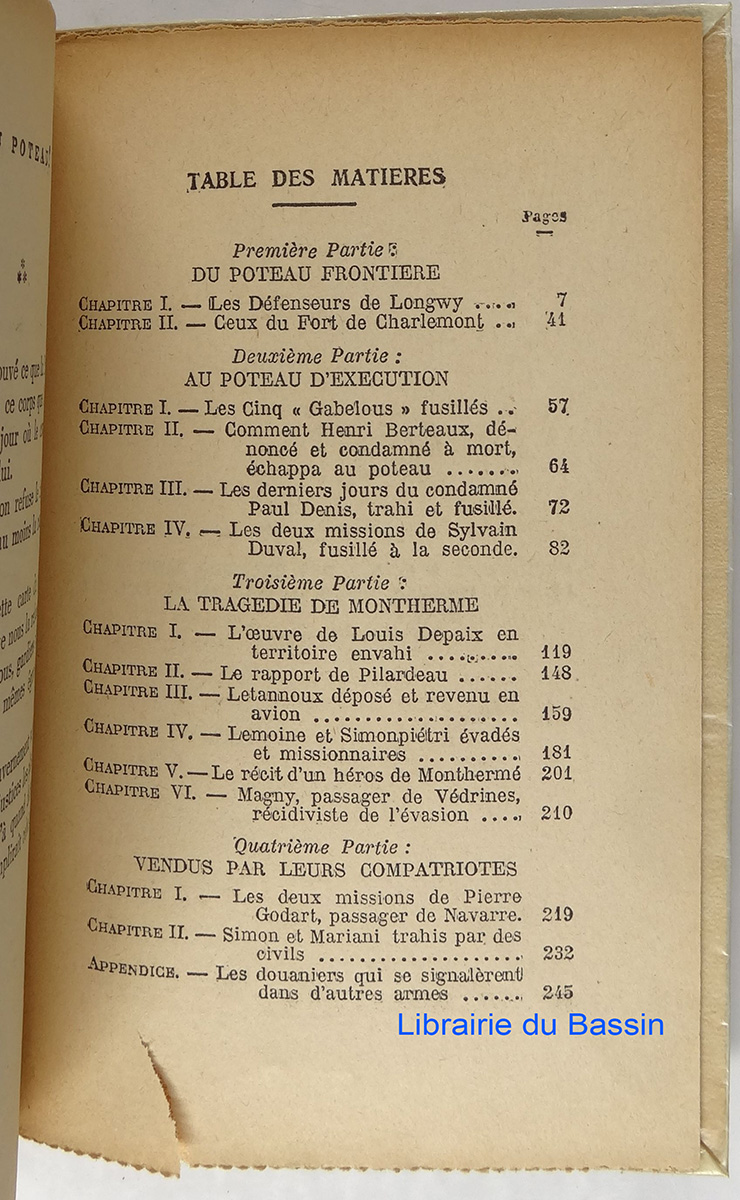 POTEAU
TABLE DES MATIERES
Pages
Première Partie :
DU POTEAU FRONTIERE
CHAPITRE I. — Les Défenseurs de Longwy ..... 7
CHAPITRE II. — Ceux du Fort de Charlemont ... 41
Deuxième Partie :
AU POTEAU D'EXECUTION
CHAPITRE I. — Les Cinq « Gabelous » fusillés .. 57
CHAPITRE II. — Comment Henri Berteaux, dé-
noncé et condamné à mort,
échappa au poteau ........ 64
CHAPITRE III. — Les derniers jours du condamné
Paul Denis, trahi et fusillé. 72
CHAPITRE IV. — Les deux missions de Sylvain
Duval, fusillé à la seconde. 82
Troisième Partie :
LA TRAGEDIE DE MONTHERME
CHAPITRE I. — L'œuvre de Louis Depaix en
territoire envahi .......... 119
CHAPITRE II. — Le rapport de Pilardeau ...... 148
CHAPITRE III. — Letannoux déposé et revenu en
avion .................... 159
CHAPITRE IV. — Lemoine et Simonpiétri évadés
et missionnaires .......... 181
CHAPITRE V. — Le récit d'un héros de Monthermé 201
CHAPITRE VI. — Magny, passager de Védrines,
récidiviste de l'évasion ..... 210
Quatrième Partie :
VENDUS PAR LEURS COMPATRIOTES
CHAPITRE I. — Les deux missions de Pierre
Godart, passager de Navarre. 219
CHAPITRE II. — Simon et Mariani trahis par des
civils .................... 232
APPENDICE. — Les douaniers qui se signalèrent
dans d'autres armes ....... 245
Librairie du Bassin